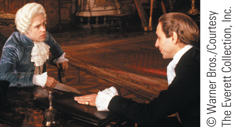 © Warner Bros./Courtesy
The Everett Collection, Inc.